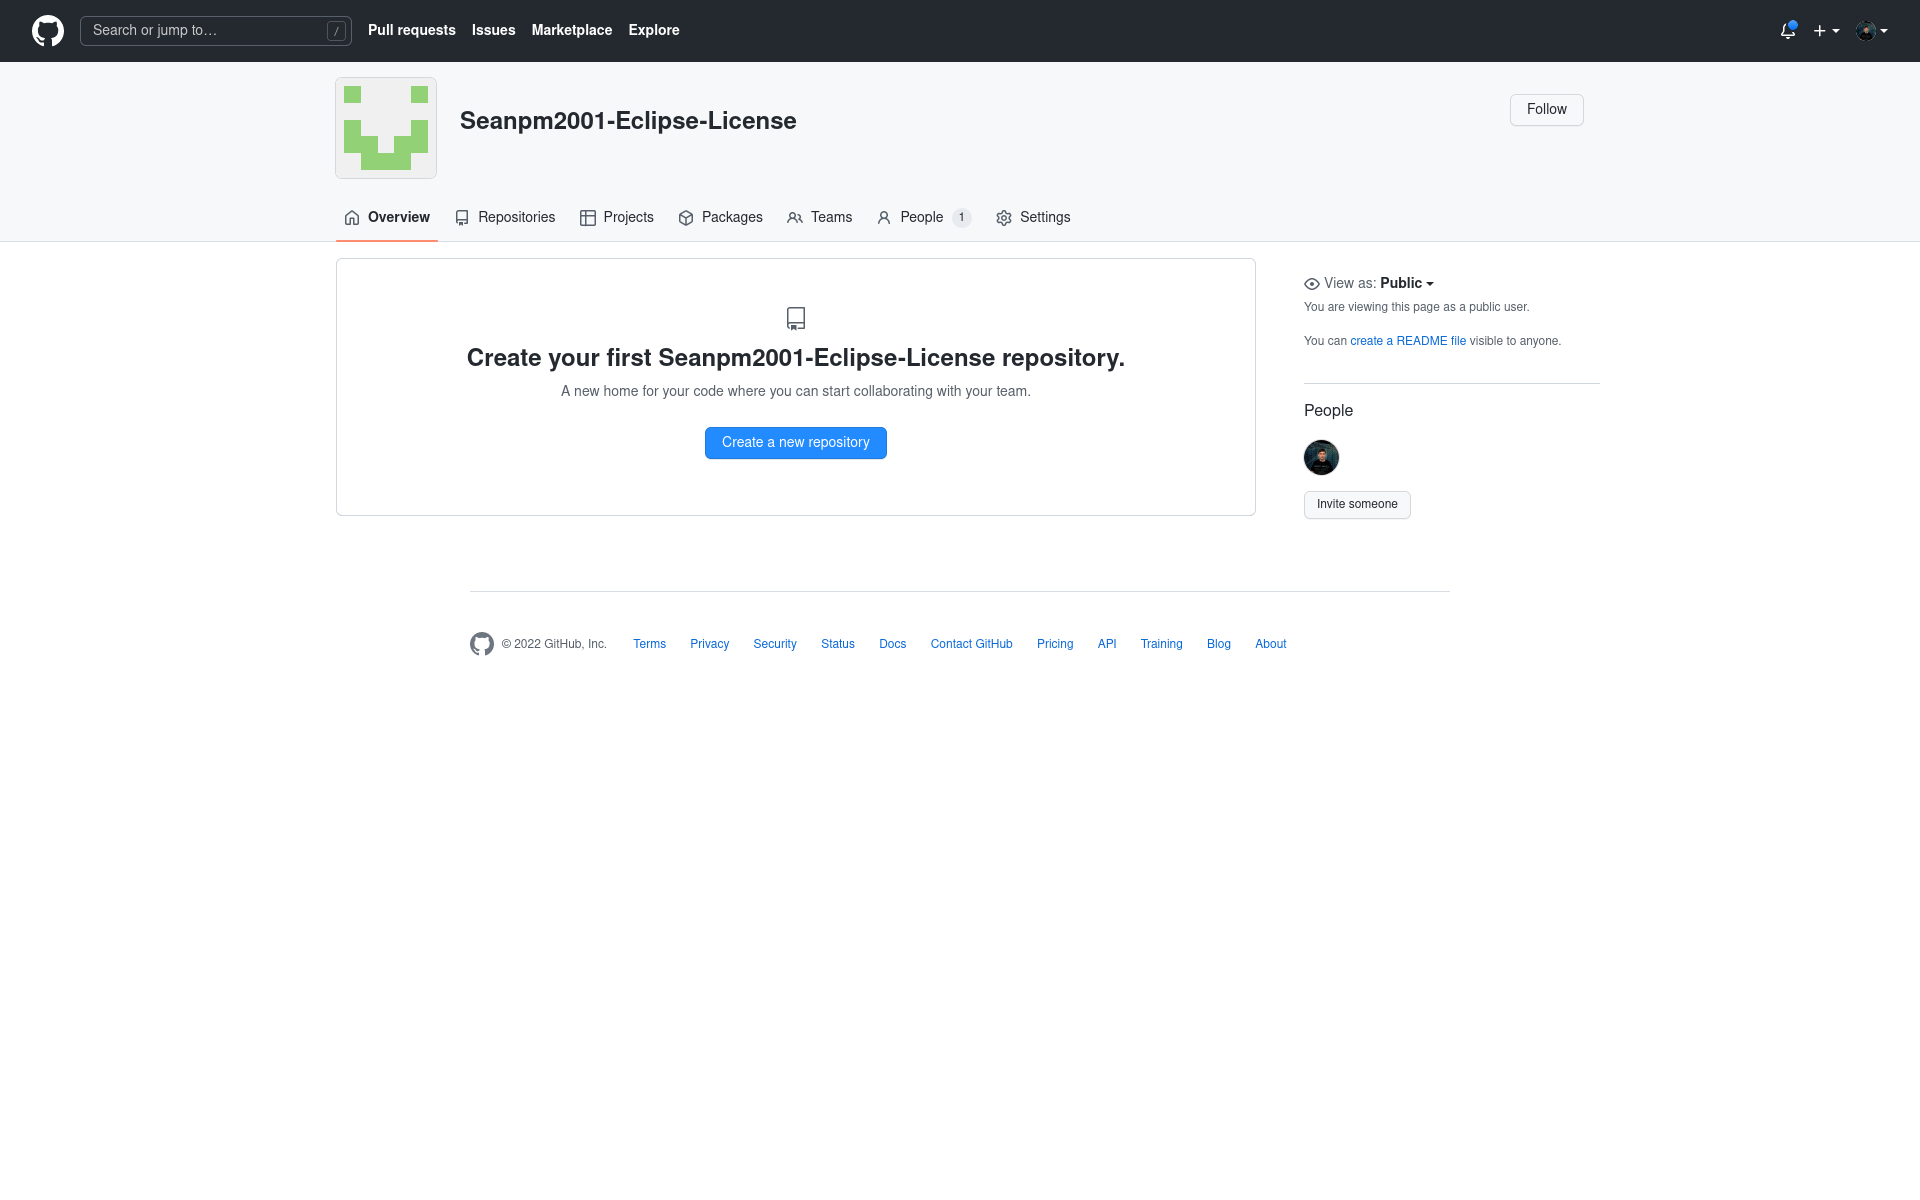 Search or jump to… /
Pull requests Issues Marketplace Explore
Seanpm2001-Eclipse-License
Follow
Overview Repositories Projects Packages Teams People 1 Settings
Create your first Seanpm2001-Eclipse-License repository.
A new home for your code where you can start collaborating with your team.
Create a new repository
View as: Public
You are viewing this page as a public user.
You can create a README file visible to anyone.
People
Invite someone
© 2022 GitHub, Inc. Terms Privacy Security Status Docs Contact GitHub Pricing API Training Blog About